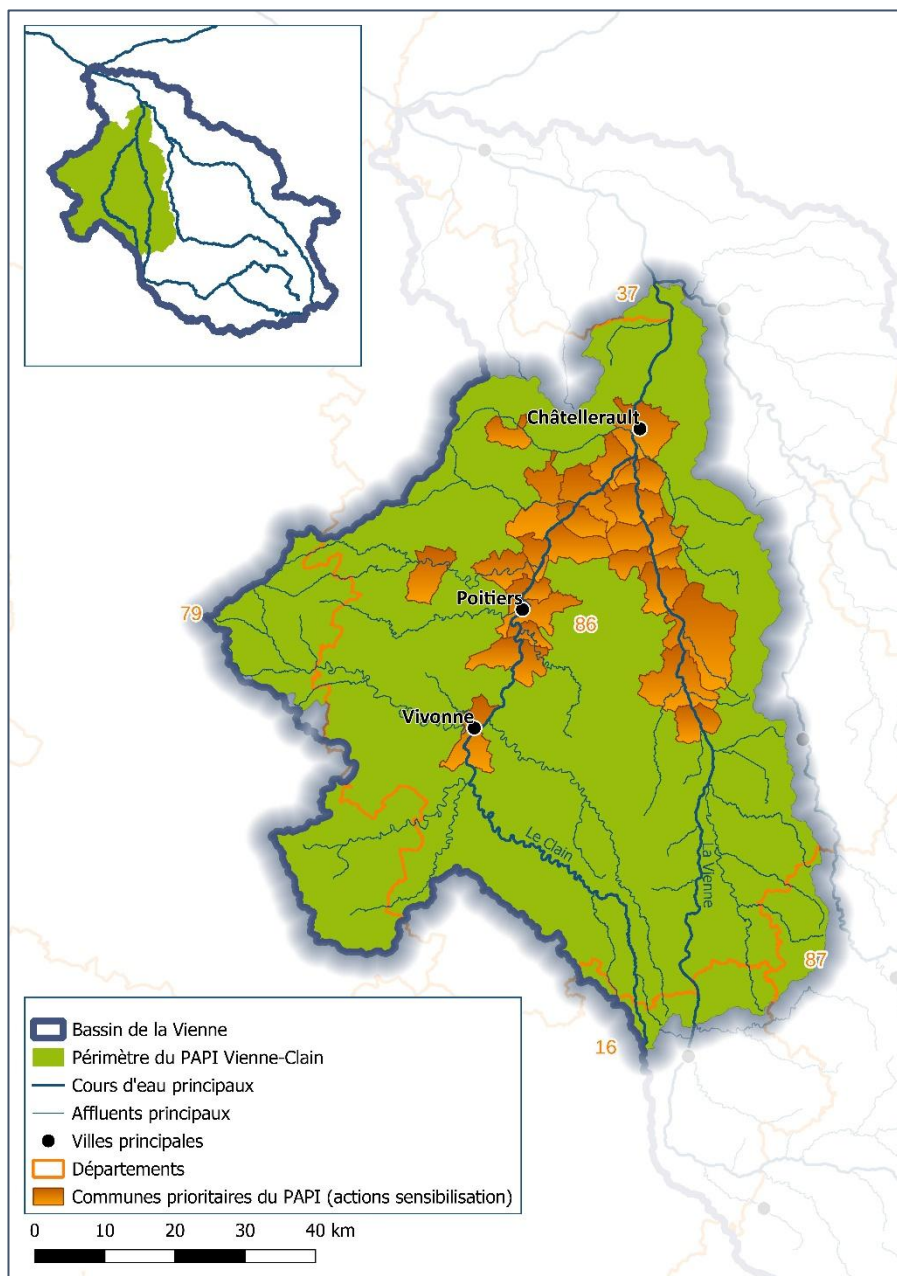 37
Châtellerault
79
Poitiers
86
Vivonne
Le Clain
La Vienne
87
16
Bassin de la Vienne
Périmètre du PAPI Vienne-Clain
Cours d'eau principaux
Affluents principaux
Villes principales
Départements
Communes prioritaires du PAPI (actions sensibilisation)
0 10 20 30 40 km